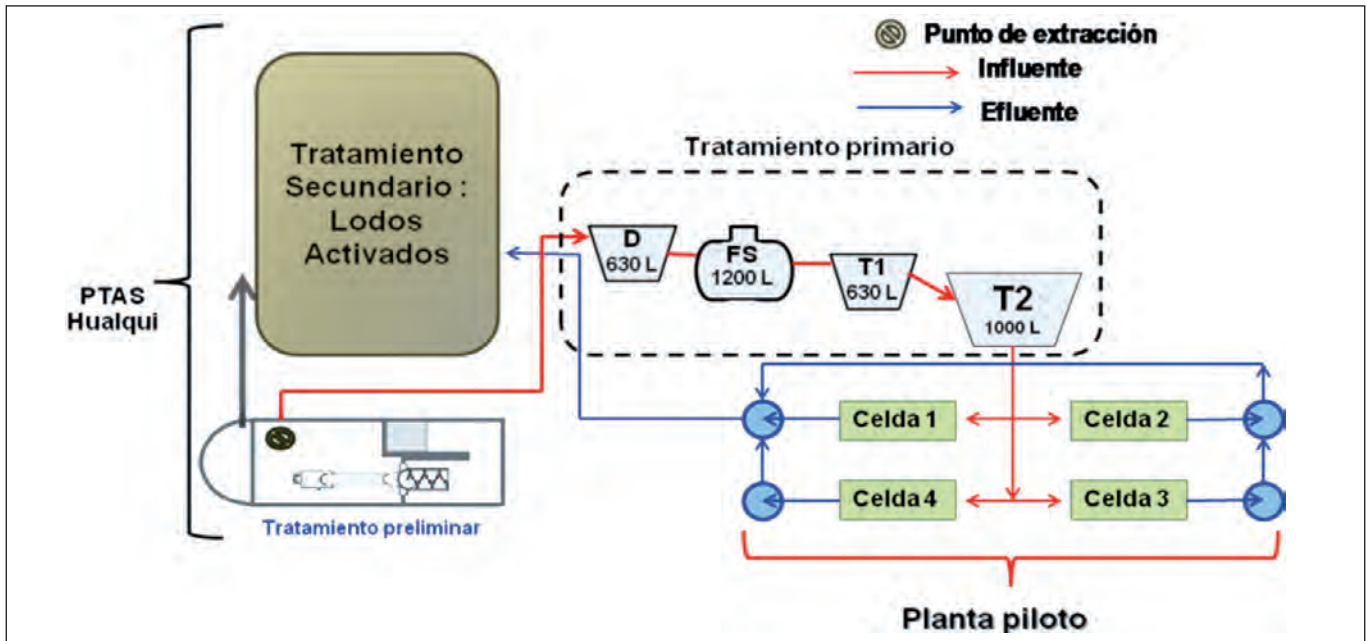 Punto de extracción
Influente
Efluente
Tratamiento
Secundario :
Lodos
Activados
Tratamiento primario
D
630 L
FS
1200 L
T1
630 L
T2
1000 L
PTAS
Hualqui
Tratamiento preliminar
Celda 1
Celda 2
Celda 4
Celda 3
Planta piloto